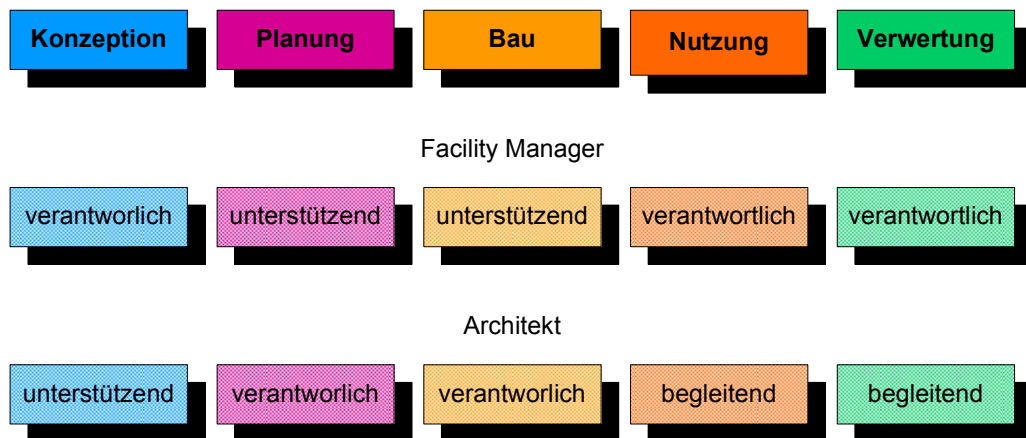 Konzeption Planung Bau Nutzung Verwertung
Facility Manager
verantworlich unterstützend unterstützend verantwortlich verantwortlich
Architekt
unterstützend verantworlich verantworlich begleitend begleitend